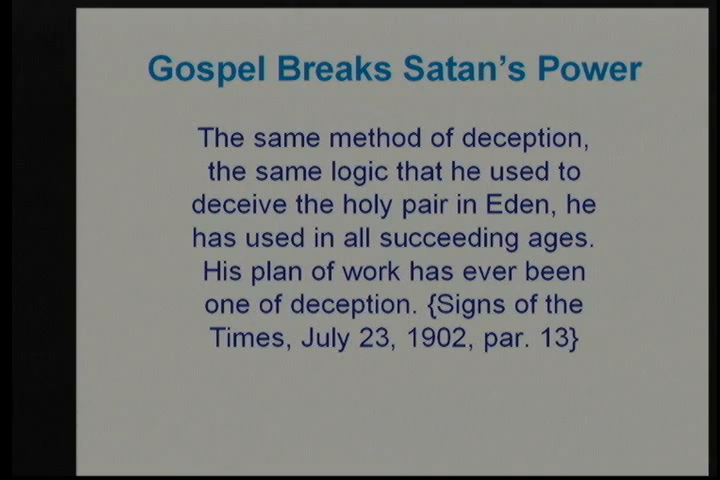 Gospel Breaks Satan's Power
The same method of deception,
the same logic that he used to
deceive the holy pair in Eden, he
has used in all succeeding ages.
His plan of work has ever been
one of deception. {Signs of the
Times, July 23, 1902, par. 13}